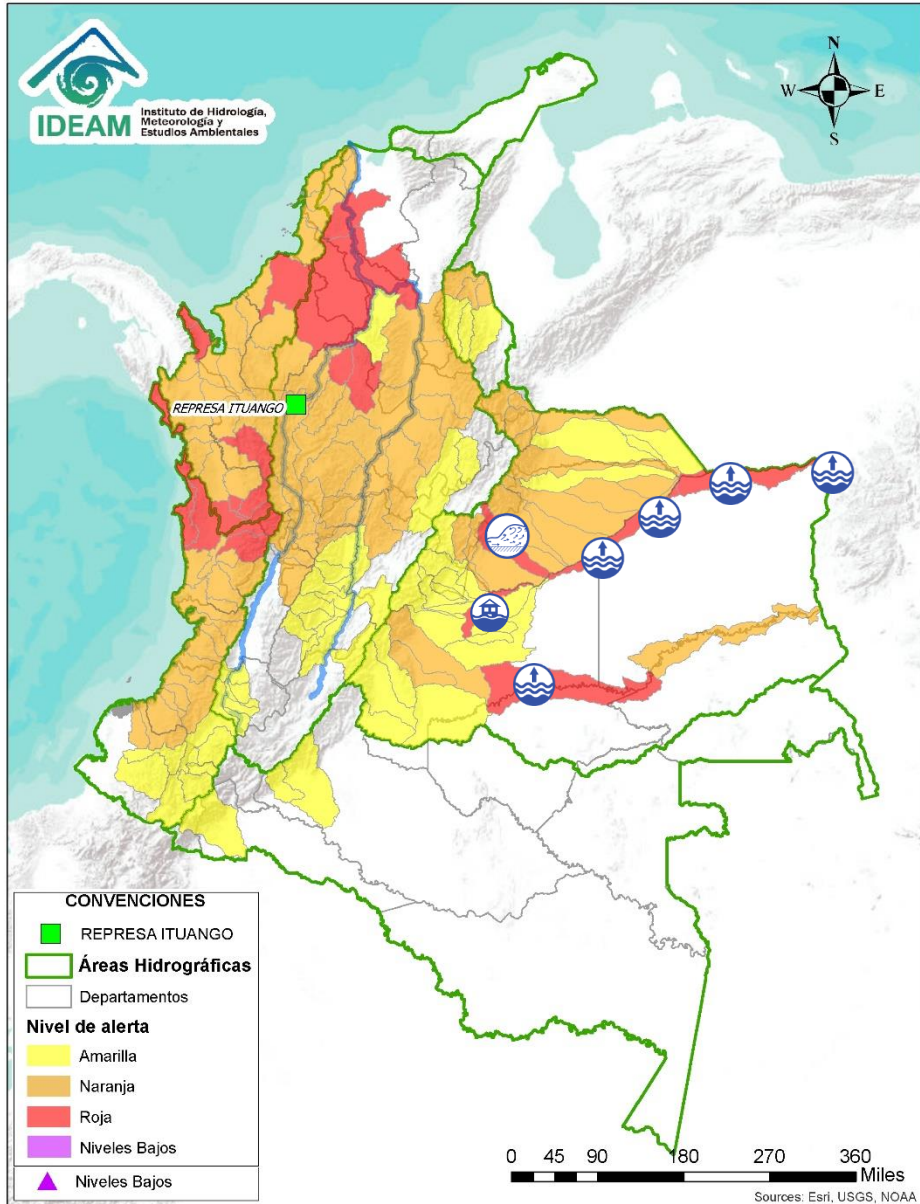 IDEAM
Instituto de Hidrología,
Meteorología y
Estudios Ambientales
N
W
E
S
REPRESA ITUANGO
CONVENCIONES
REPRESA ITUANGO
Áreas Hidrográficas
Departamentos
Nivel de alerta
Amarilla
Naranja
Roja
Niveles Bajos
Niveles Bajos
0 45 90 180 270 360
Miles
Sources: Esri, USGS, NOAA